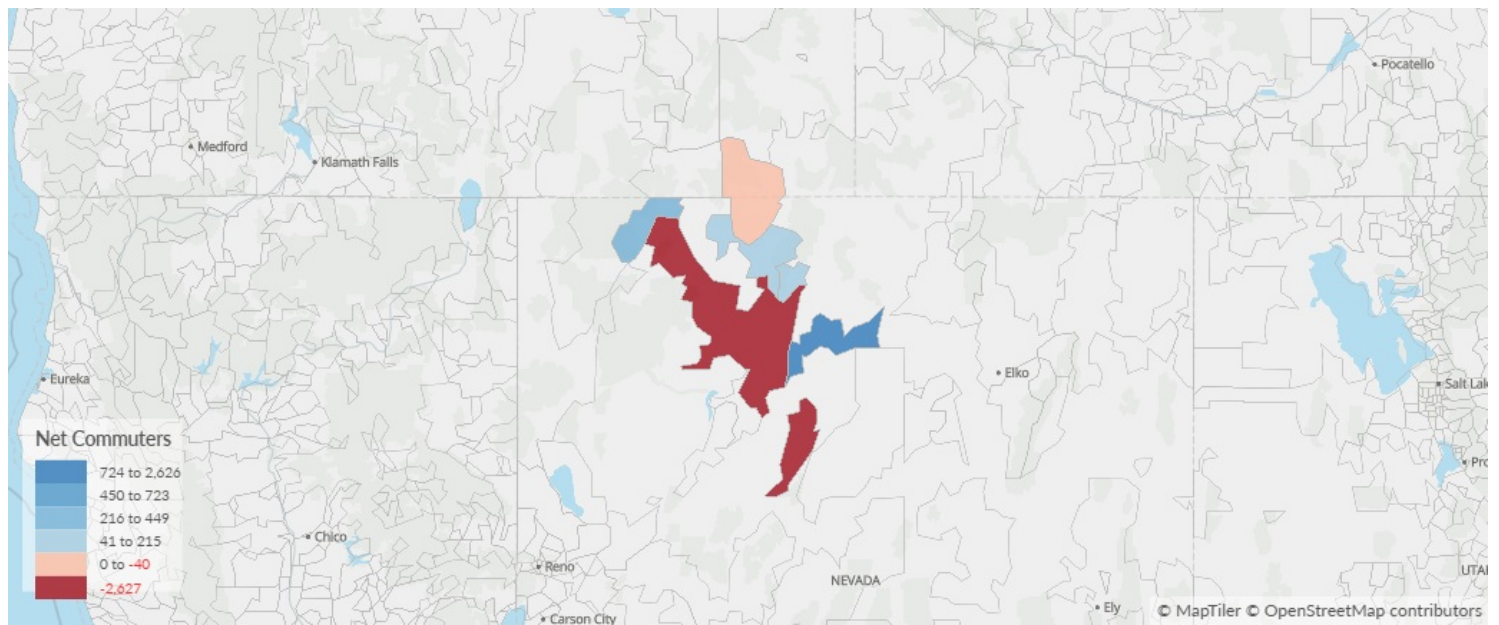 Pocatello
Medford
Klamath Falls
Eureka
Elko
Salt Lak
Net Commuters
724 to 2,626
450 to 723
216 to 449
41 to 215
0 to -40
-2,627
Pro
Chico
Reno
NEVADA
UTA
Ely
Carson City
© MapTiler © OpenStreetMap contributors